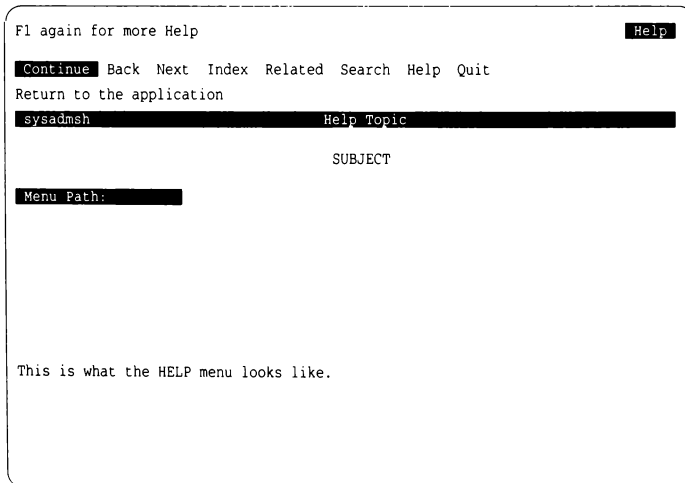 F1 again for more Help Help
Continue Back Next Index Related Search Help Quit
Return to the application
sysadmsh Help Topic
SUBJECT
Menu Path:
This is what the HELP menu looks like.